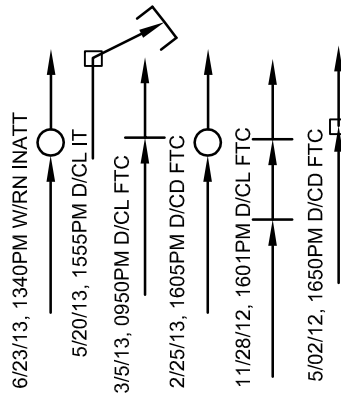 6/23/13, 1340PM W/RN INATT
5/20/13, 1555PM D/CL IT
3/5/13, 0950PM D/CL FTC
2/25/13, 1605PM D/CD FTC
11/28/12, 1601PM D/CL FTC
5/02/12, 1650PM D/CD FTC